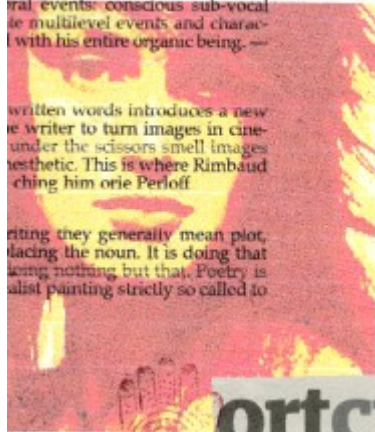 ral events: conscious sub-vocal
te multilevel events and charac-
l with his entire organic being. —
written words introduces a new
e writer to turn images in cine-
under the scissors smell images
nesthetic. This is where Rimbaud
ching him orie Perloff
riting they generally mean plot,
lacing the noun. It is doing that
doing nothing but that. Poetry is
alist painting strictly so called to
ortc